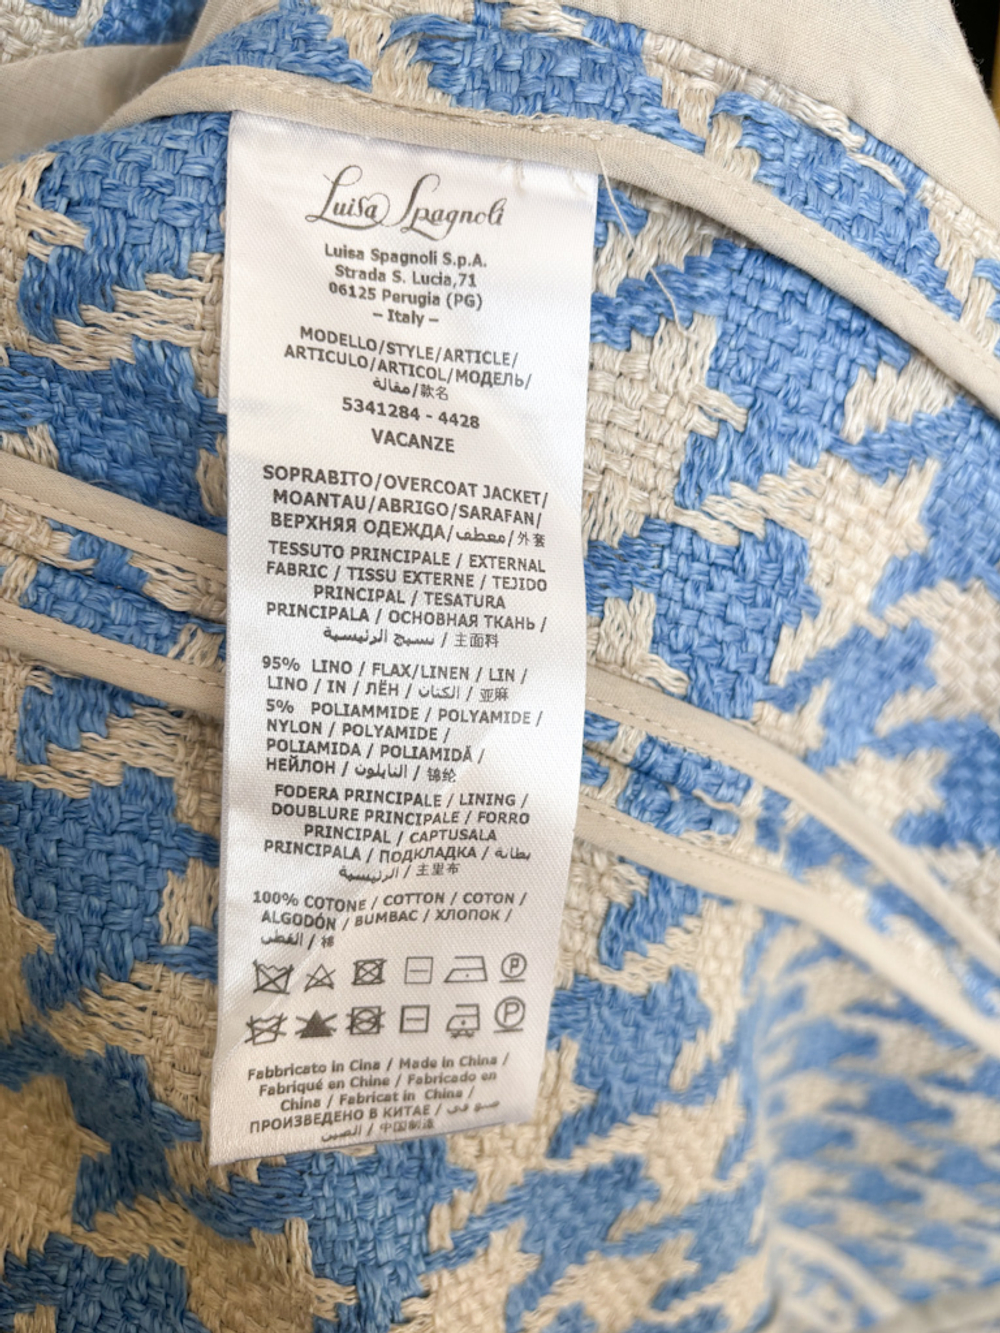 Luisa Spagnoli
Luisa Spagnoli S.p.A.
Strada S. Lucia,71
06125 Perugia (PG)
– Italy –
MODELLO/STYLE/ARTICLE/
ARTICULO/ARTICOL/МОДЕЛЬ/
مقالة/款名
5341284 - 4428
VACANZE
SOPRABITO/OVERCOAT JACKET/
MOANTAU/ABRIGO/SARAFAN/
ВЕРХНЯЯ ОДЕЖДА/معطف/外套
TESSUTO PRINCIPALE / EXTERNAL
FABRIC / TISSU EXTERNE / TEJIDO
PRINCIPAL / TESATURA
PRINCIPALA / ОСНОВНАЯ ТКАНЬ /
نسيج الرئيسية / 主面料
95% LINO / FLAX/LINEN / LIN /
LINO / IN / ЛЁН / الكتان / 亚麻
5% POLIAMMIDE / POLYAMIDE /
NYLON / POLYAMIDE /
POLIAMIDA / POLIAMIDĂ /
НЕЙЛОН / النايلون / 锦纶
FODERA PRINCIPALE / LINING /
DOUBLURE PRINCIPALE / FORRO
PRINCIPAL / CAPTUSALA
PRINCIPALA / ПОДКЛАДКА / بطانة
الرئيسية / 主里布
100% COTONE / COTTON / COTON /
ALGODÓN / BUMBAC / ХЛОПОК /
القطن / 棉
P
P
Fabbricato in Cina / Made in China /
Fabriqué en Chine / Fabricado en
China / Fabricat in China /
ПРОИЗВЕДЕНО В КИТАЕ /
الصين / 中国制造